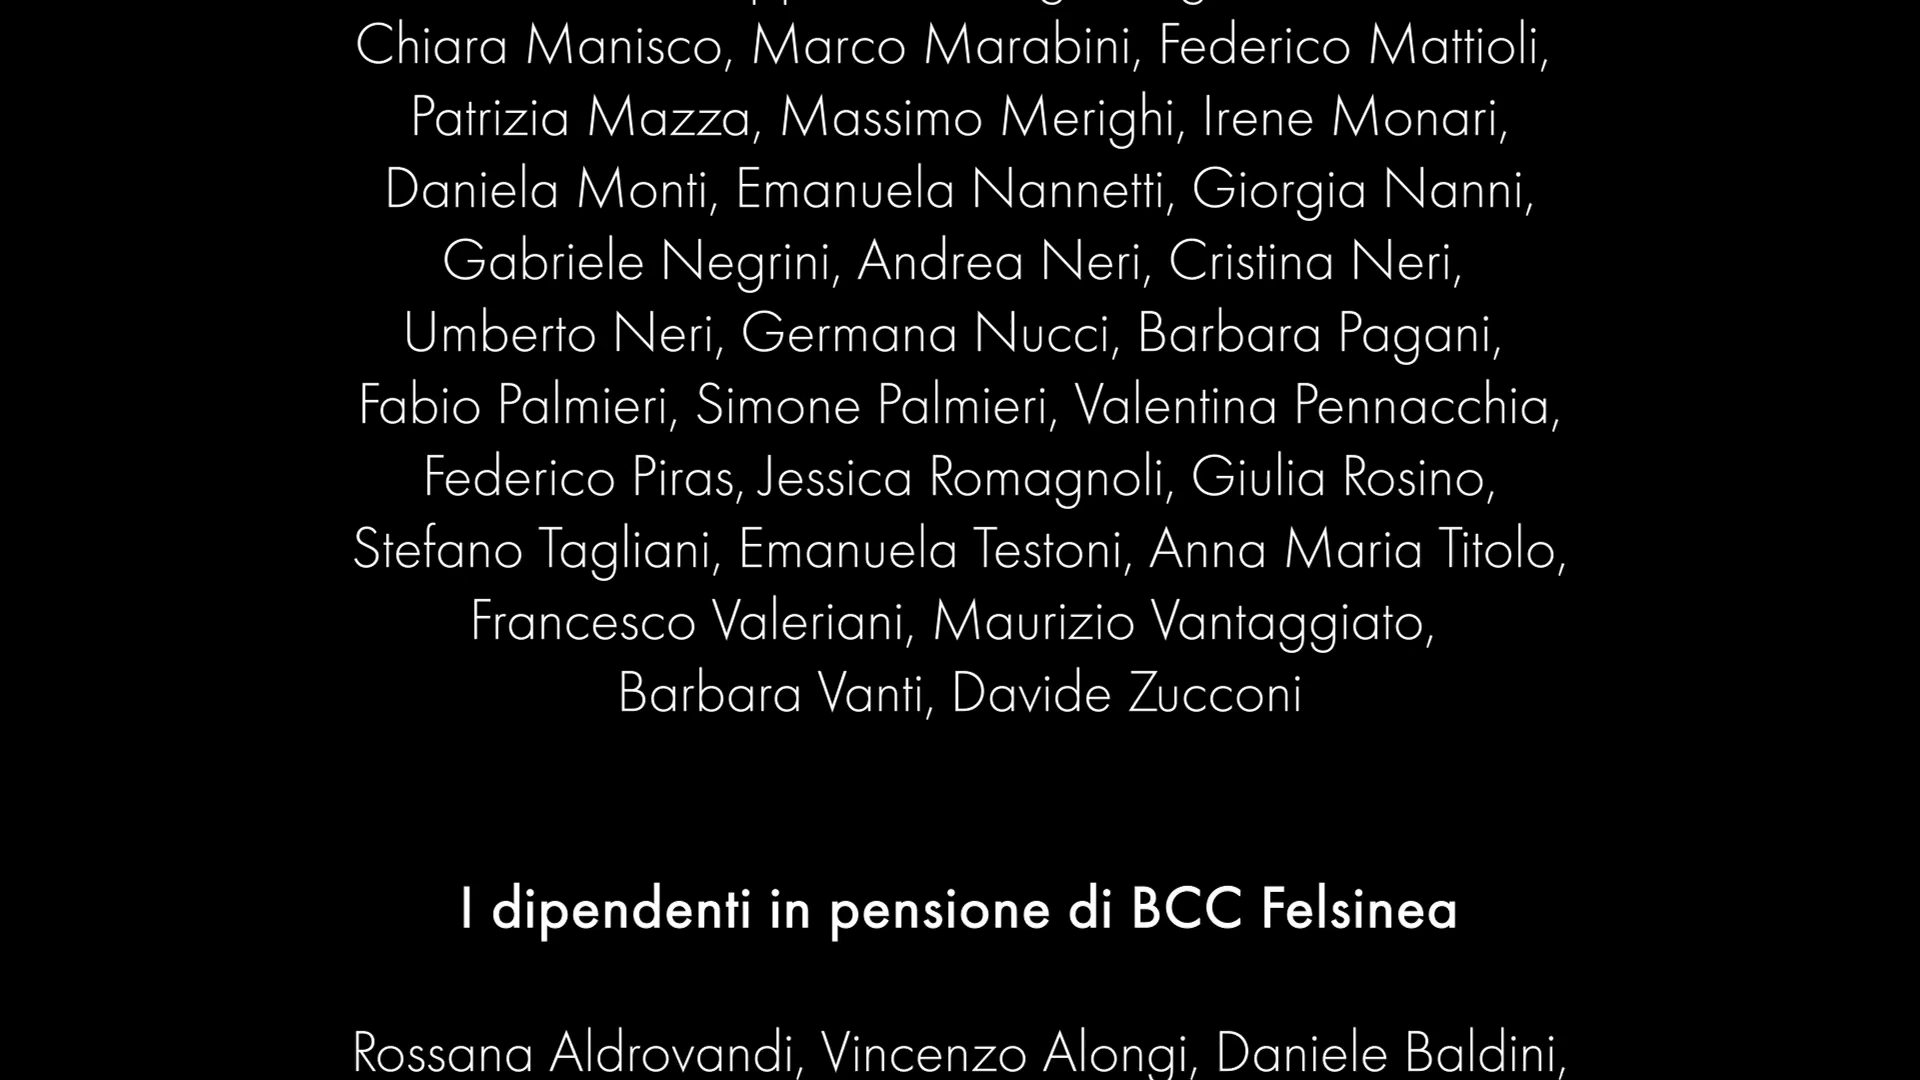 Chiara Manisco, Marco Marabini, Federico Mattioli,
Patrizia Mazza, Massimo Merighi, Irene Monari,
Daniela Monti, Emanuela Nannetti, Giorgia Nanni,
Gabriele Negrini, Andrea Neri, Cristina Neri,
Umberto Neri, Germana Nucci, Barbara Pagani,
Fabio Palmieri, Simone Palmieri, Valentina Pennacchia,
Federico Piras, Jessica Romagnoli, Giulia Rosino,
Stefano Tagliani, Emanuela Testoni, Anna Maria Titolo,
Francesco Valeriani, Maurizio Vantaggiato,
Barbara Vanti, Davide Zucconi
I dipendenti in pensione di BCC Felsinea
Rossana Aldrovandi, Vincenzo Alongi, Daniele Baldini,